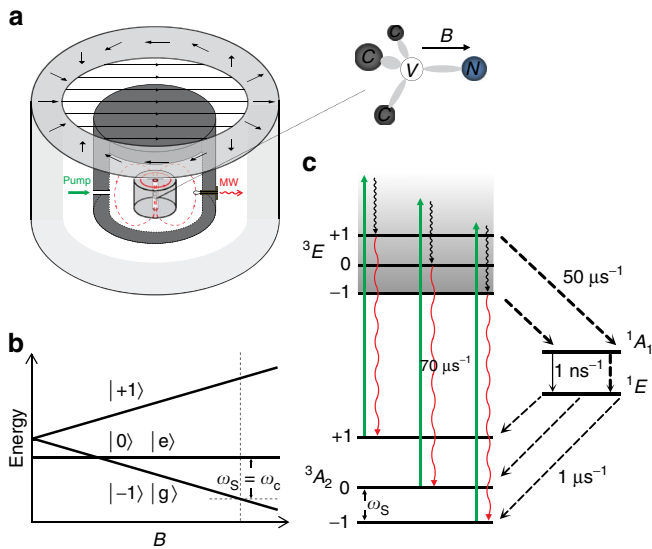 a
B
C
C
V
N
C
Pump
MW
c
+1
³E
0
−1
50 μs⁻¹
¹A₁
70 μs⁻¹
1 ns⁻¹
¹E
+1
³A₂
0
ωS
−1
1 μs⁻¹
b
Energy
|+1⟩
|0⟩ |e⟩
ωS = ωc
|−1⟩ |g⟩
B